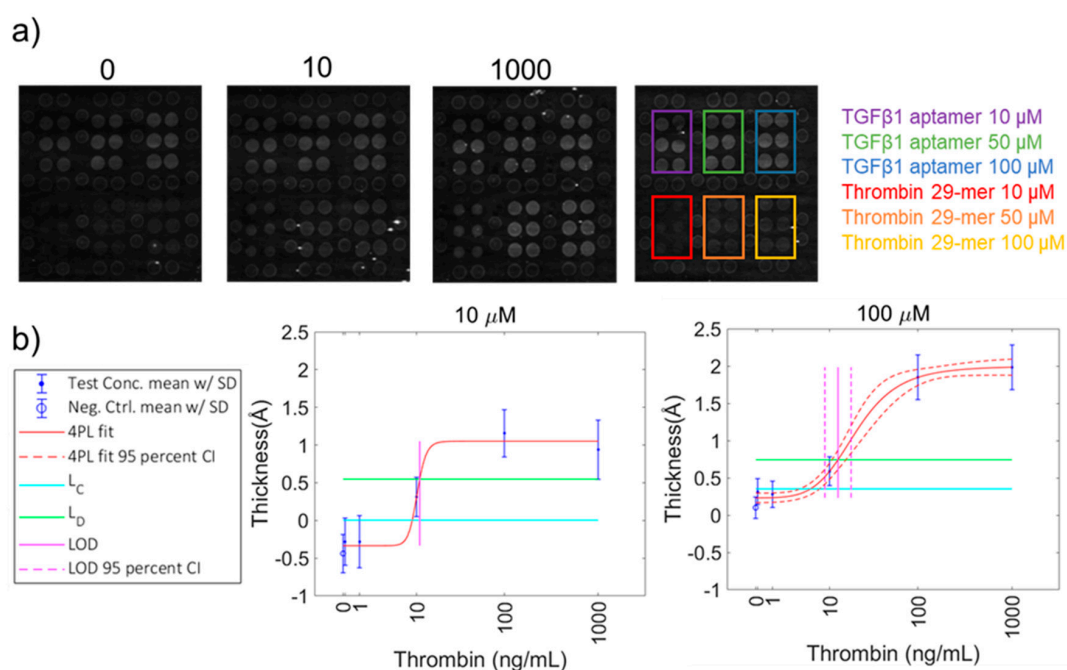 a)
0
10
1000
TGFβ1 aptamer 10 µM
TGFβ1 aptamer 50 µM
TGFβ1 aptamer 100 µM
Thrombin 29-mer 10 µM
Thrombin 29-mer 50 µM
Thrombin 29-mer 100 µM
b)
Test Conc. mean w/ SD
Neg. Ctrl. mean w/ SD
4PL fit
4PL fit 95 percent CI
L_C
L_D
LOD
LOD 95 percent CI
10 µM
Thickness(Å)
2.5
2
1.5
1
0.5
0
-0.5
-1
0
1
10
100
1000
Thrombin (ng/mL)
100 µM
Thickness(Å)
2.5
2
1.5
1
0.5
0
-0.5
-1
0
1
10
100
1000
Thrombin (ng/mL)